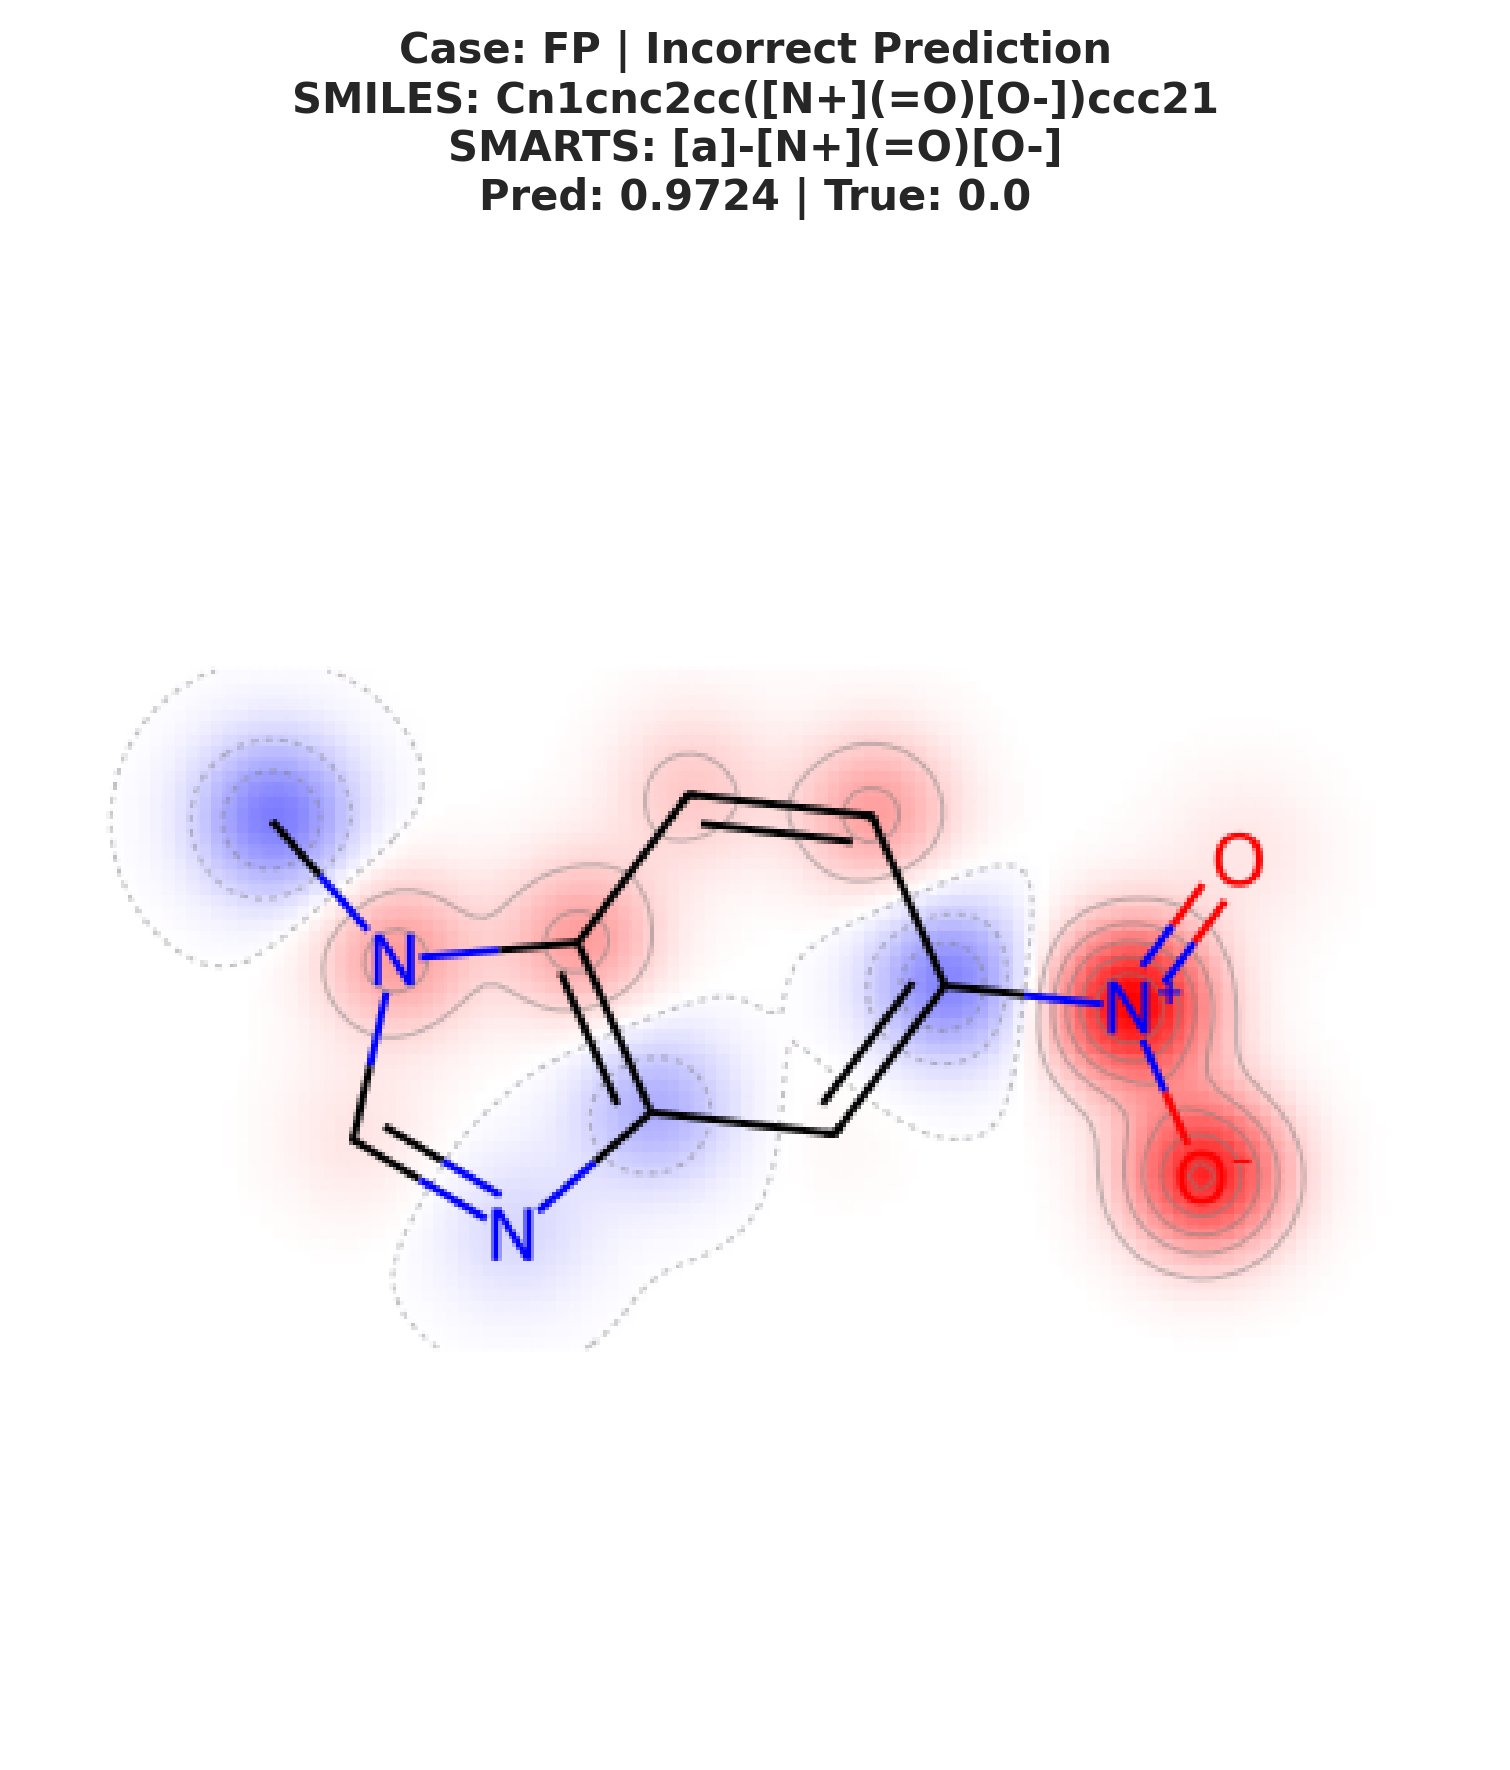 Case: FP | Incorrect Prediction
SMILES: Cn1cnc2cc([N+](=O)[O-])ccc21
SMARTS: [a]-[N+](=O)[O-]
Pred: 0.9724 | True: 0.0
O
N
N+
O-
N